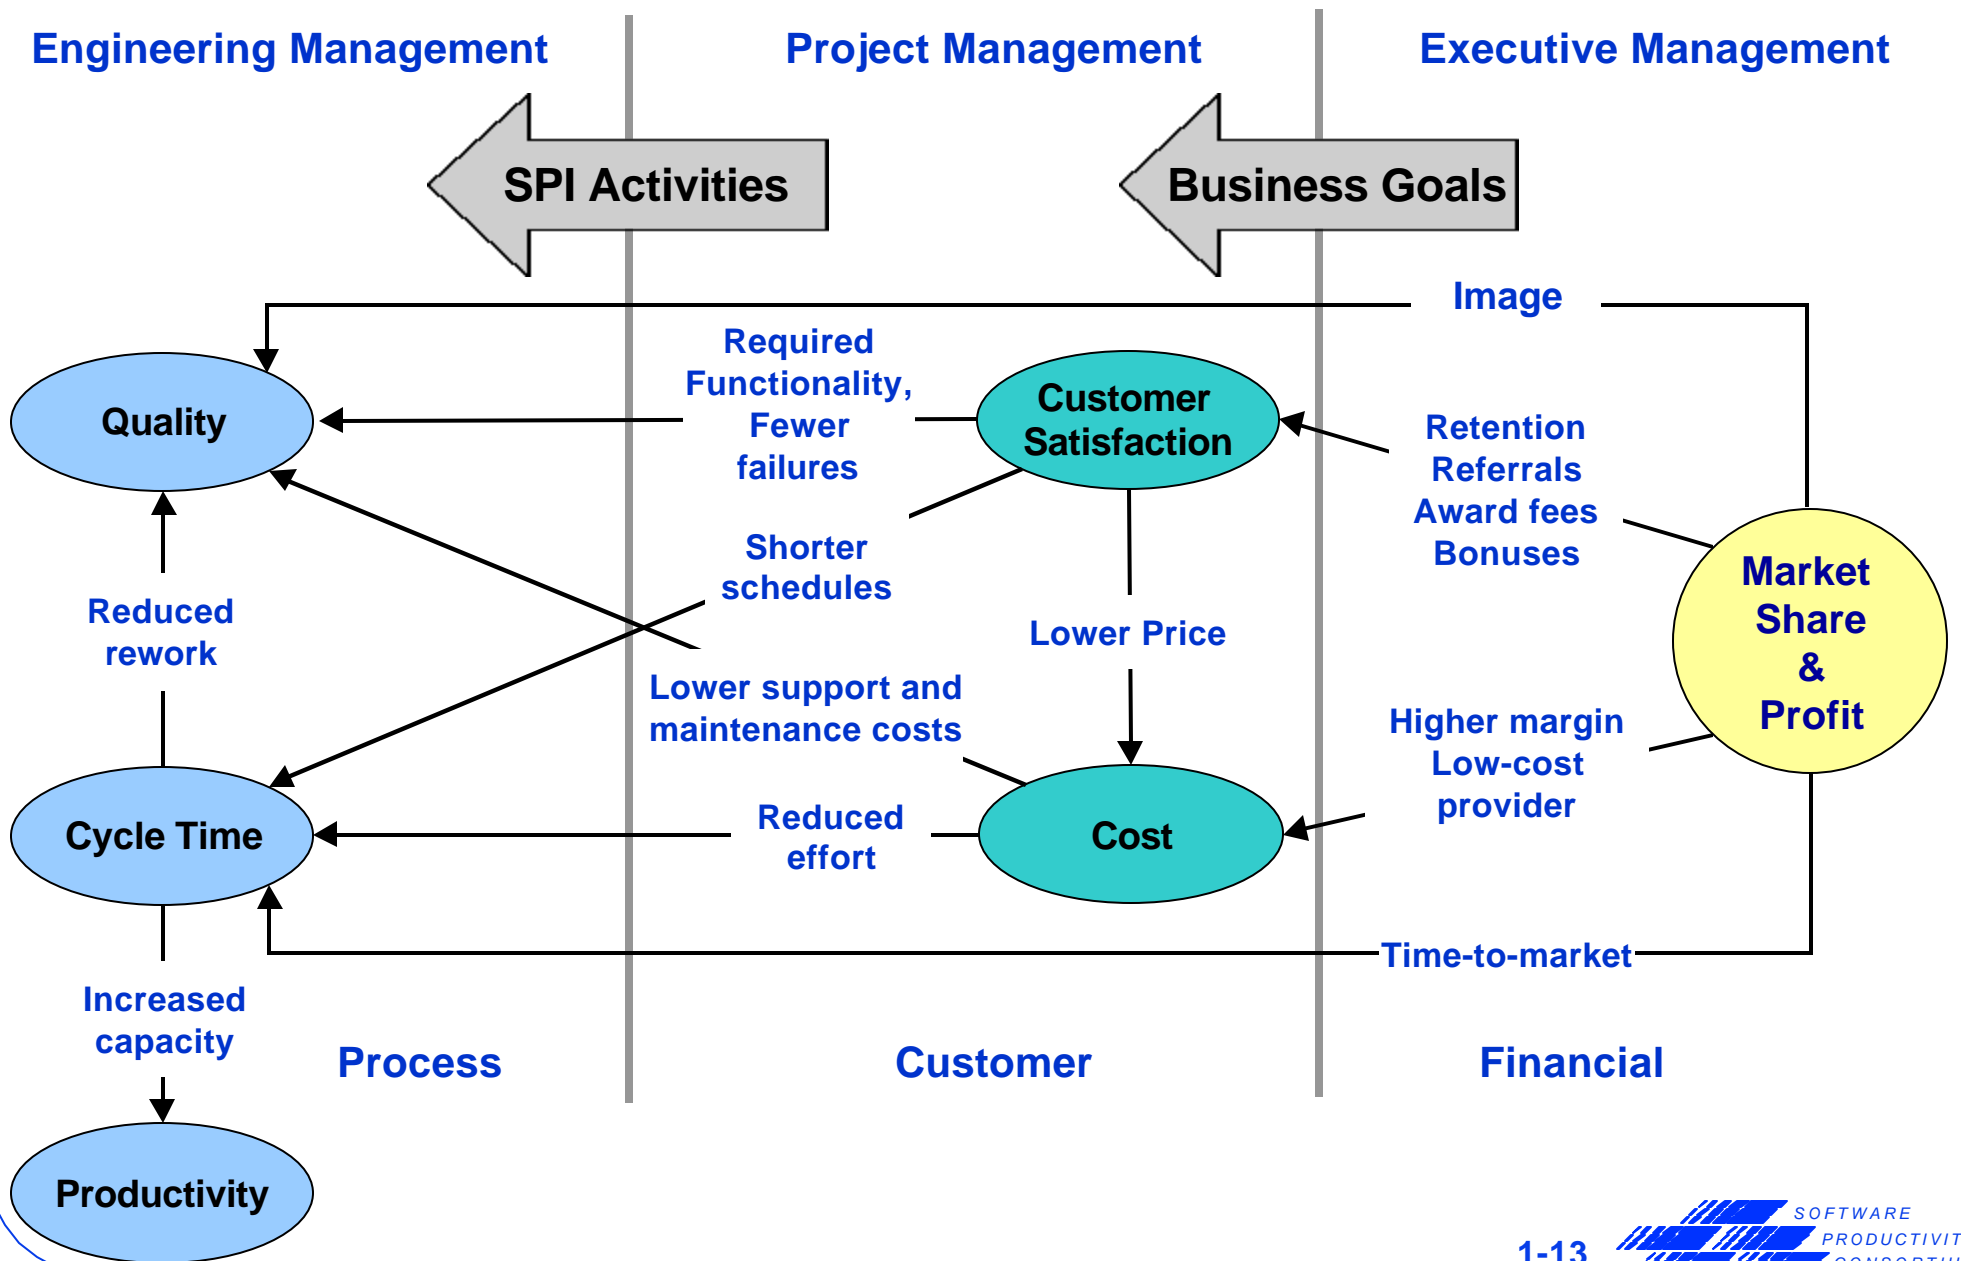 Engineering Management
Project Management
Executive Management
SPI Activities
Business Goals
Image
Required
Functionality,
Fewer
failures
Quality
Customer
Satisfaction
Retention
Referrals
Award fees
Bonuses
Shorter
schedules
Reduced
rework
Lower Price
Market
Share
&
Profit
Lower support and
maintenance costs
Higher margin
Low-cost
provider
Cycle Time
Reduced
effort
Cost
Time-to-market
Increased
capacity
Process
Customer
Financial
Productivity
1-13
SOFTWARE
PRODUCTIVIT